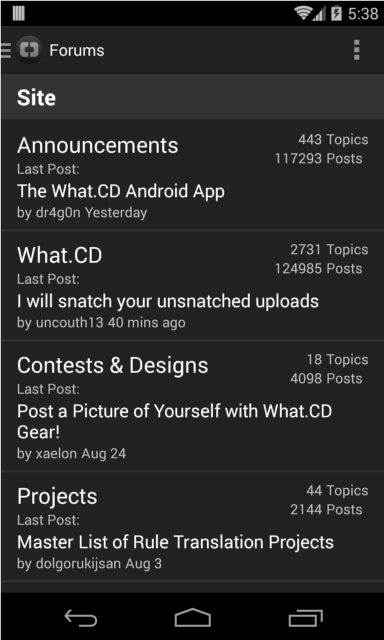 5:38
Forums
Site
Announcements
443 Topics
Last Post:
117293 Posts
The What.CD Android App
by dr4g0n Yesterday
What.CD
2731 Topics
Last Post:
124985 Posts
I will snatch your unsnatched uploads
by uncouth13 40 mins ago
Contests & Designs
18 Topics
Last Post:
4098 Posts
Post a Picture of Yourself with What.CD
Gear!
by xaelon Aug 24
Projects
44 Topics
Last Post:
2144 Posts
Master List of Rule Translation Projects
by dolgorukijsan Aug 3